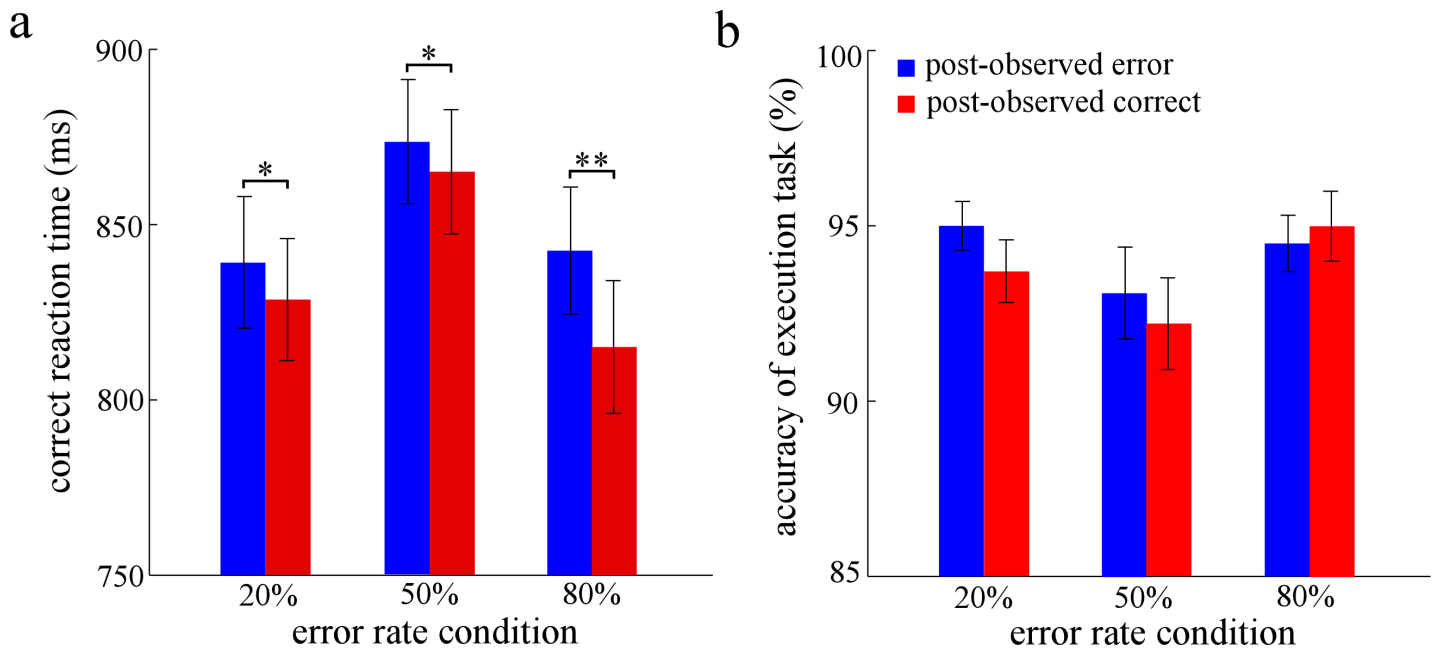 a
correct reaction time (ms)
900
850
800
750
*
*
**
20% 50% 80%
error rate condition
b
accuracy of execution task (%)
100
95
90
85
post-observed error
post-observed correct
20% 50% 80%
error rate condition